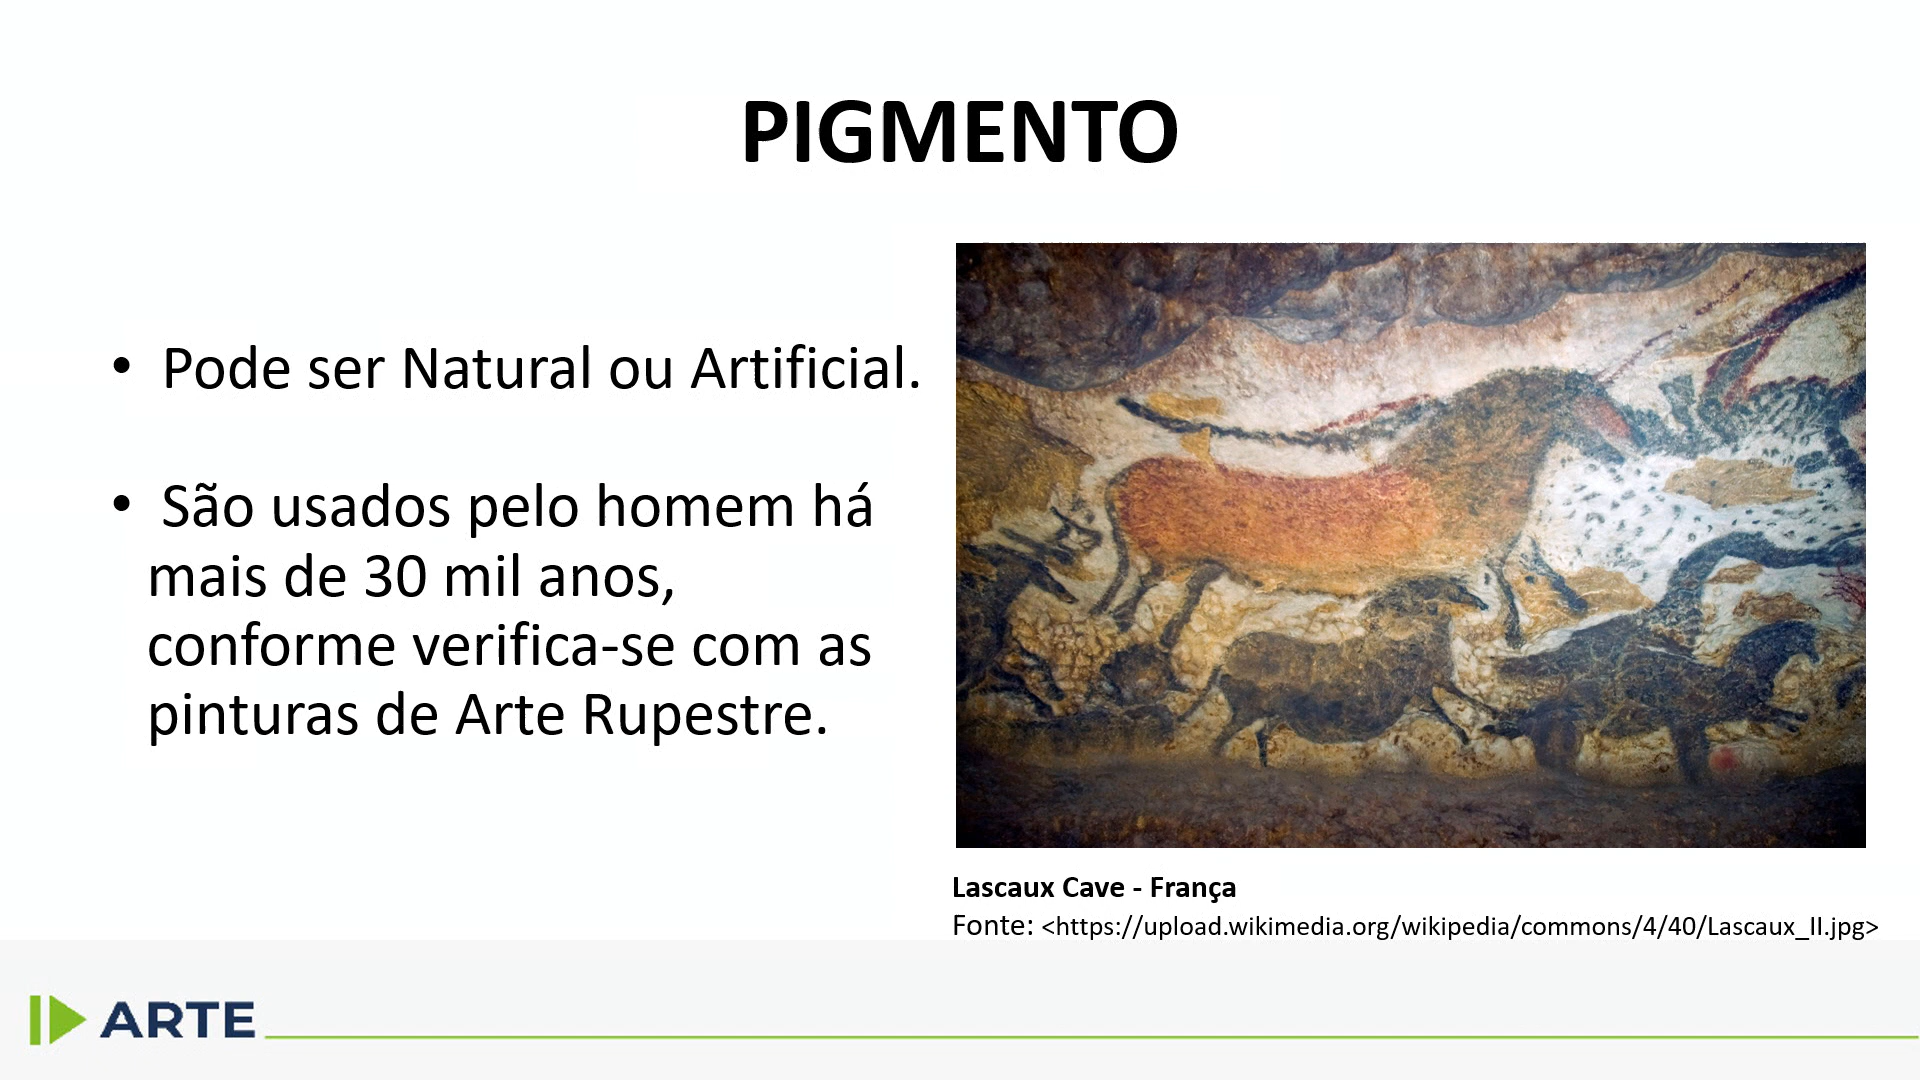 PIGMENTO
• Pode ser Natural ou Artificial.
• São usados pelo homem há
mais de 30 mil anos,
conforme verifica-se com as
pinturas de Arte Rupestre.
Lascaux Cave - França
Fonte: <https://upload.wikimedia.org/wikipedia/commons/4/40/Lascaux_II.jpg>
ARTE